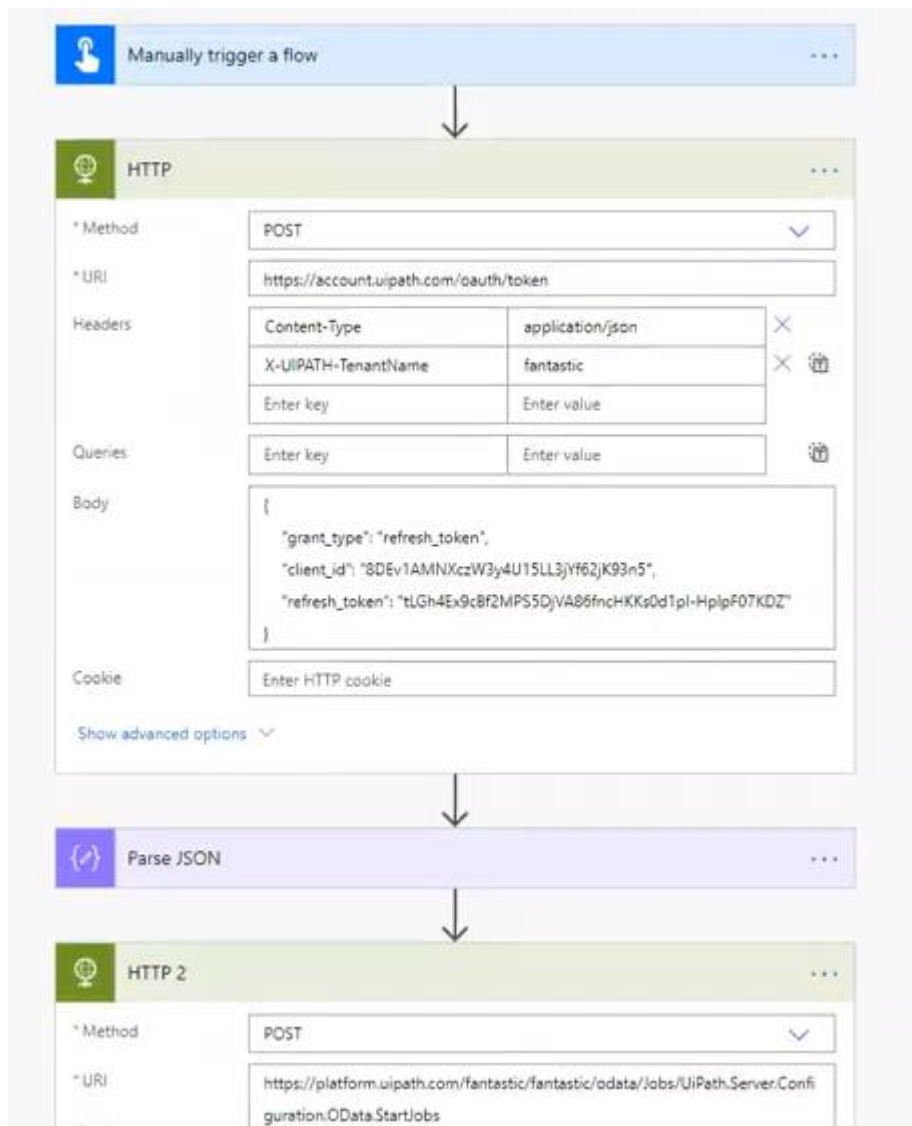 Manually trigger a flow
HTTP
* Method
POST
* URI
https://account.uipath.com/oauth/token
Headers
Content-Type application/json
X-UIPATH-TenantName fantastic
Enter key Enter value
Queries
Enter key Enter value
Body
{
"grant_type": "refresh_token",
"client_id": "8DEv1AMNXczW3y4U15LL3jYf62jK93n5",
"refresh_token": "tLGh4Ex9cBf2MPS5DjVA86fncHKKs0d1pI-HplpF07KDZ"
}
Cookie
Enter HTTP cookie
Show advanced options
Parse JSON
HTTP 2
* Method
POST
* URI
https://platform.uipath.com/fantastic/fantastic/odata/Jobs/UiPath.Server.Confi
guration.OData.StartJobs